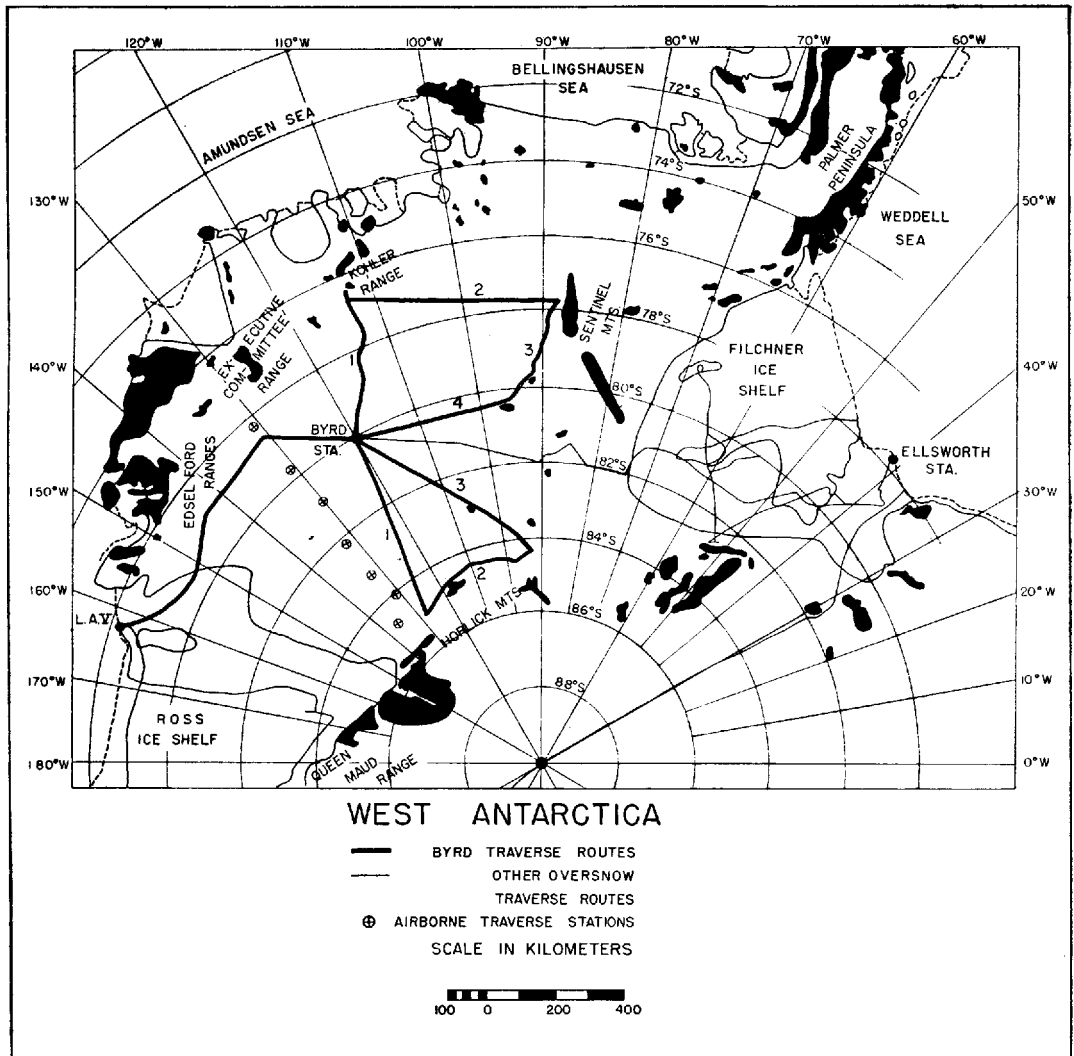 120°W
110°W
100°W
90°W
80°W
70°W
60°W
BELLINGSHAUSEN
SEA
72°S
AMUNDSEN SEA
74°S
PALMER
PENINSULA
130°W
50°W
WEDDELL
SEA
76°S
KOHLER
RANGE
2
78°S
SENTINEL
MTS.
EXECUTIVE
COMMITTEE
RANGE
1
3
FILCHNER
ICE
SHELF
140°W
40°W
80°S
4
BYRD
STA.
EDSEL FORD
RANGES
82°S
ELLSWORTH
STA.
150°W
30°W
3
84°S
1
2
160°W
20°W
L.A.V
HORLICK MTS.
86°S
170°W
10°W
88°S
ROSS
ICE SHELF
QUEEN
MAUD
RANGE
180°W
0°W
WEST ANTARCTICA
BYRD TRAVERSE ROUTES
OTHER OVERSNOW
TRAVERSE ROUTES
AIRBORNE TRAVERSE STATIONS
SCALE IN KILOMETERS
100 0 200 400